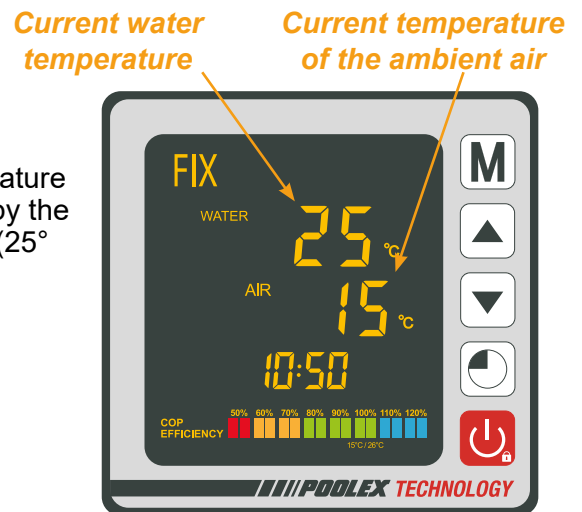 Current water
temperature
Current temperature
of the ambient air
ature
by the
(25°
FIX
M
WATER
25 °C
AIR
15 °C
10:50
50% 60% 70% 80% 90% 100% 110% 120%
COP
EFFICIENCY
15°C / 26°C
POOLEX TECHNOLOGY